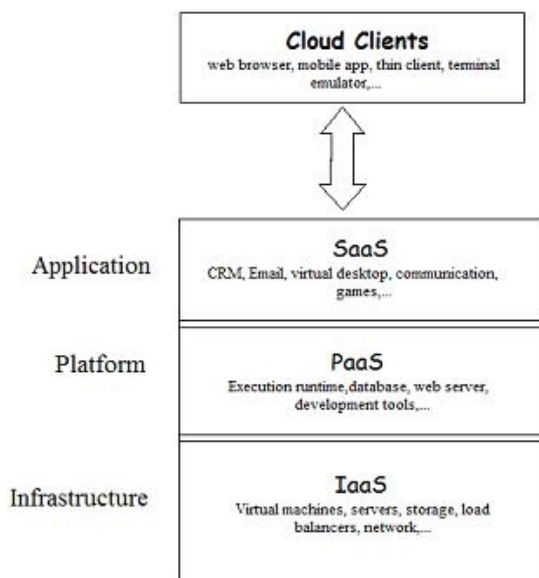 Cloud Clients
web browser, mobile app, thin client, terminal
emulator,...
Application
SaaS
CRM, Email, virtual desktop, communication,
games,...
Platform
PaaS
Execution runtime,database, web server,
development tools,...
Infrastructure
IaaS
Virtual machines, servers, storage, load
balancers, network,...